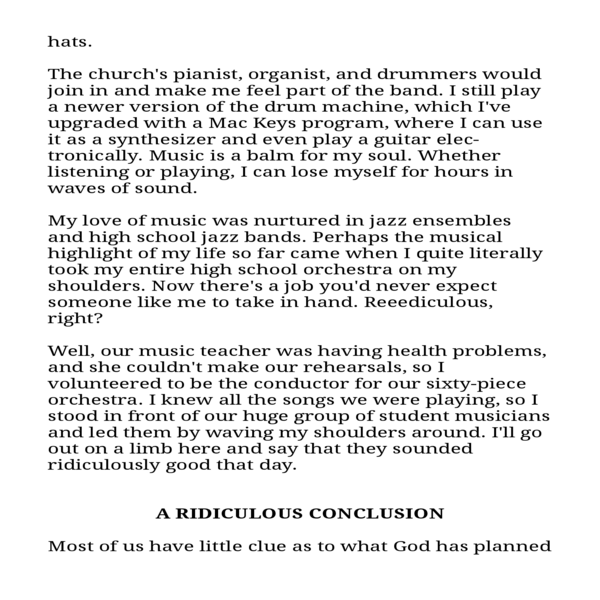 hats.
The church's pianist, organist, and drummers would
join in and make me feel part of the band. I still play
a newer version of the drum machine, which I've
upgraded with a Mac Keys program, where I can use
it as a synthesizer and even play a guitar elec-
tronically. Music is a balm for my soul. Whether
listening or playing, I can lose myself for hours in
waves of sound.
My love of music was nurtured in jazz ensembles
and high school jazz bands. Perhaps the musical
highlight of my life so far came when I quite literally
took my entire high school orchestra on my
shoulders. Now there's a job you'd never expect
someone like me to take in hand. Reeediculous,
right?
Well, our music teacher was having health problems,
and she couldn't make our rehearsals, so I
volunteered to be the conductor for our sixty-piece
orchestra. I knew all the songs we were playing, so I
stood in front of our huge group of student musicians
and led them by waving my shoulders around. I'll go
out on a limb here and say that they sounded
ridiculously good that day.
A RIDICULOUS CONCLUSION
Most of us have little clue as to what God has planned